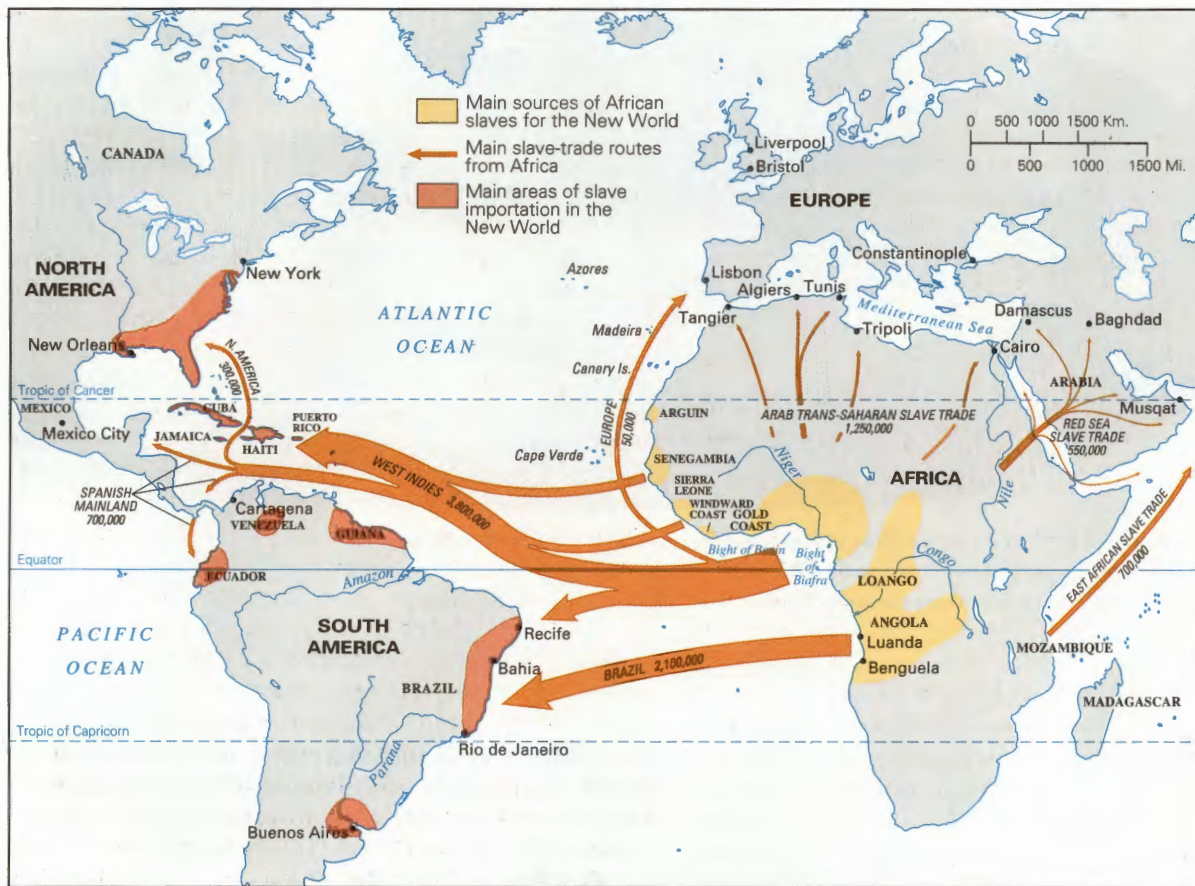 Main sources of African
slaves for the New World
Main slave-trade routes
from Africa
Main areas of slave
importation in the
New World
0 500 1000 1500 Km.
0 500 1000 1500 Mi.
CANADA
Liverpool
Bristol
EUROPE
NORTH
AMERICA
New York
Azores
Constantinople
Lisbon
Algiers
Tunis
ATLANTIC
OCEAN
Madeira
Tangier
Mediterranean Sea
Tripoli
Damascus
Baghdad
Cairo
New Orleans
N. AMERICA
300,000
Canery Is.
ARABIA
Tropic of Cancer
MEXICO
Mexico City
CUBA
PUERTO
RICO
JAMAICA
HAITI
EUROPE
50,000
ARGUIN
ARAB TRANS-SAHARAN SLAVE TRADE
1,250,000
Musqat
RED SEA
SLAVE TRADE
550,000
Cape Verde
SENEGAMBIA
Niger
AFRICA
Nile
WEST INDIES 3,800,000
SIERRA
LEONE
WINDWARD
COAST
GOLD
COAST
SPANISH
MAINLAND
700,000
Cartagena
VENEZUELA
GUIANA
Bight of Benin
Bight
of
Biafra
Congo
EAST AFRICAN SLAVE TRADE
700,000
Equator
ECUADOR
Amazon
LOANGO
PACIFIC
OCEAN
SOUTH
AMERICA
Recife
ANGOLA
Luanda
MOZAMBIQUE
Bahia
BRAZIL
BRAZIL 2,100,000
Benguela
MADAGASCAR
Tropic of Capricorn
Rio de Janeiro
Parana
Buenos Aires